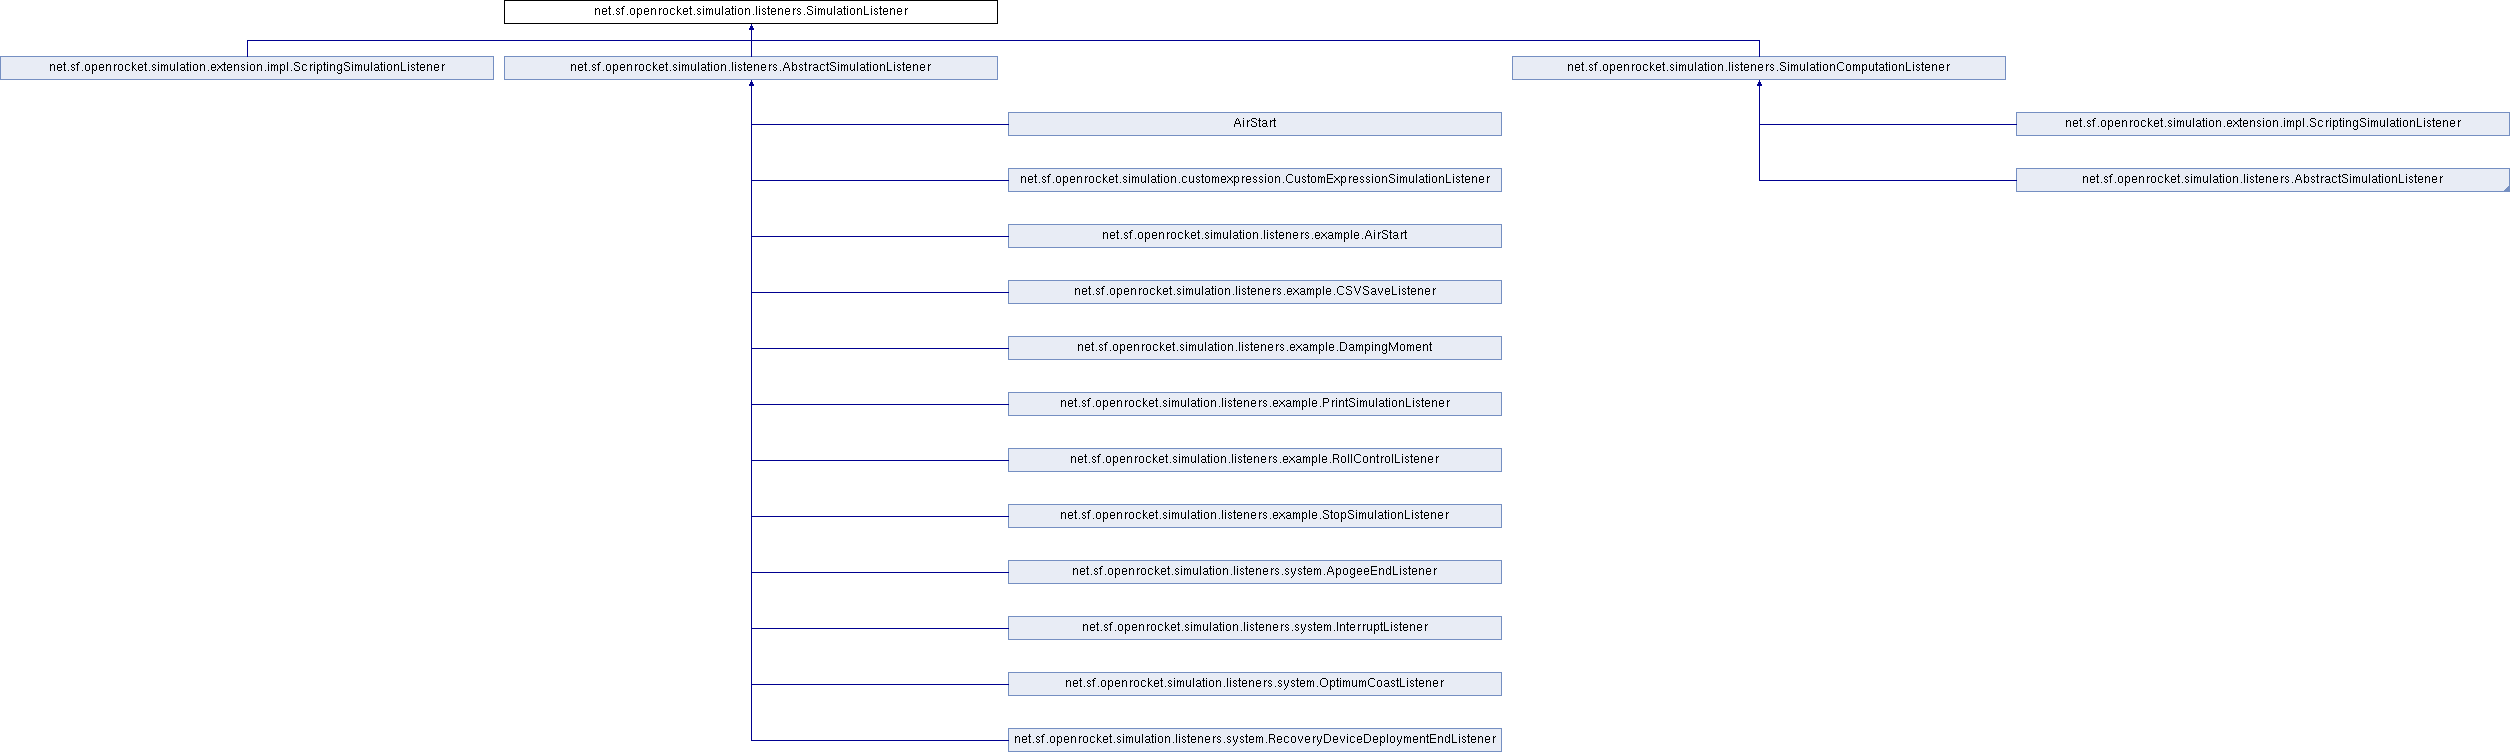 net.sf.openrocket.simulation.listeners.SimulationListener
net.sf.openrocket.simulation.extension.impl.ScriptingSimulationListener
net.sf.openrocket.simulation.listeners.AbstractSimulationListener
net.sf.openrocket.simulation.listeners.SimulationComputationListener
AirStart
net.sf.openrocket.simulation.extension.impl.ScriptingSimulationListener
net.sf.openrocket.simulation.customexpression.CustomExpressionSimulationListener
net.sf.openrocket.simulation.listeners.AbstractSimulationListener
net.sf.openrocket.simulation.listeners.example.AirStart
net.sf.openrocket.simulation.listeners.example.CSVSaveListener
net.sf.openrocket.simulation.listeners.example.DampingMoment
net.sf.openrocket.simulation.listeners.example.PrintSimulationListener
net.sf.openrocket.simulation.listeners.example.RollControlListener
net.sf.openrocket.simulation.listeners.example.StopSimulationListener
net.sf.openrocket.simulation.listeners.system.ApogeeEndListener
net.sf.openrocket.simulation.listeners.system.InterruptListener
net.sf.openrocket.simulation.listeners.system.OptimumCoastListener
net.sf.openrocket.simulation.listeners.system.RecoveryDeviceDeploymentEndListener